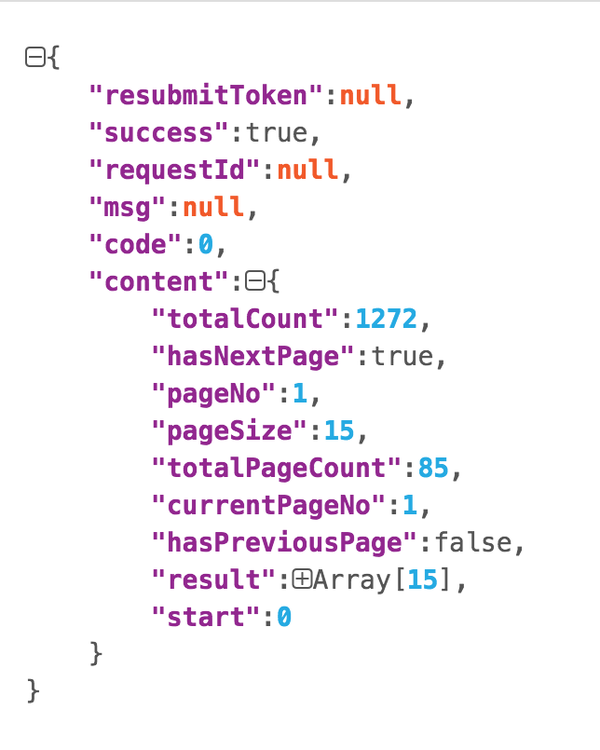 {
"resubmitToken":null,
"success":true,
"requestId":null,
"msg":null,
"code":0,
"content":{
"totalCount":1272,
"hasNextPage":true,
"pageNo":1,
"pageSize":15,
"totalPageCount":85,
"currentPageNo":1,
"hasPreviousPage":false,
"result":Array[15],
"start":0
}
}